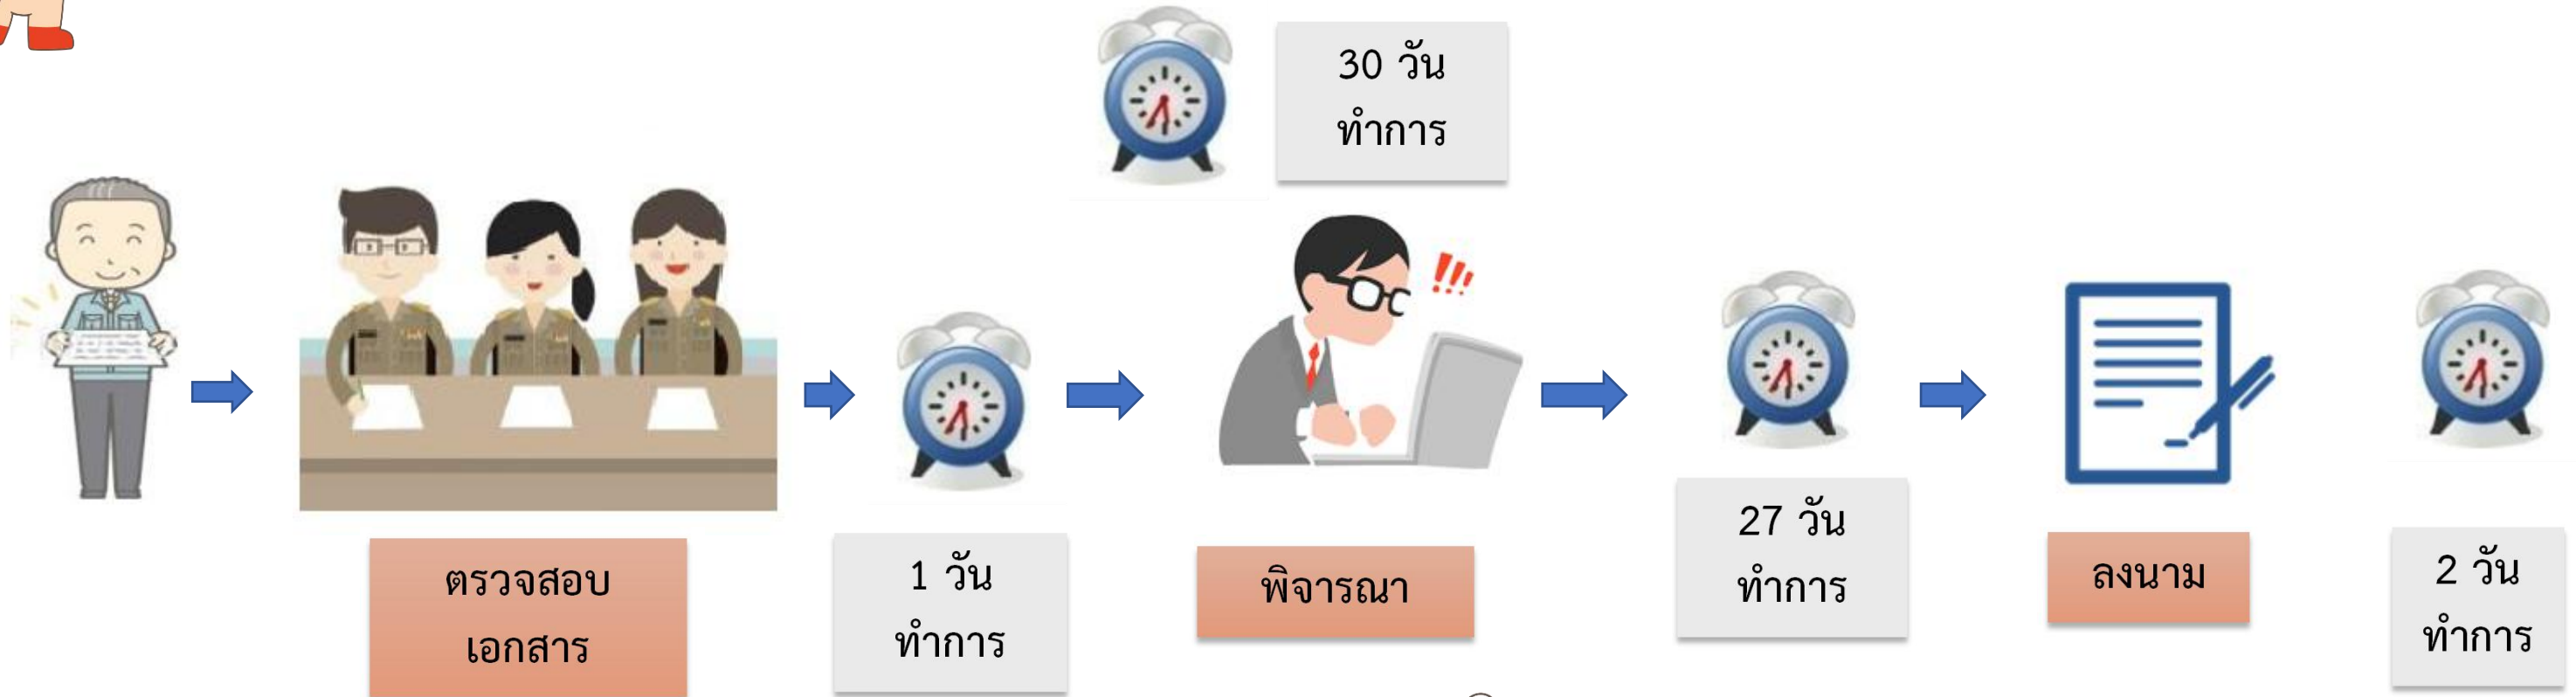 30 วัน
ทำการ
ตรวจสอบ
เอกสาร
1 วัน
ทำการ
พิจารณา
27 วัน
ทำการ
ลงนาม
2 วัน
ทำการ